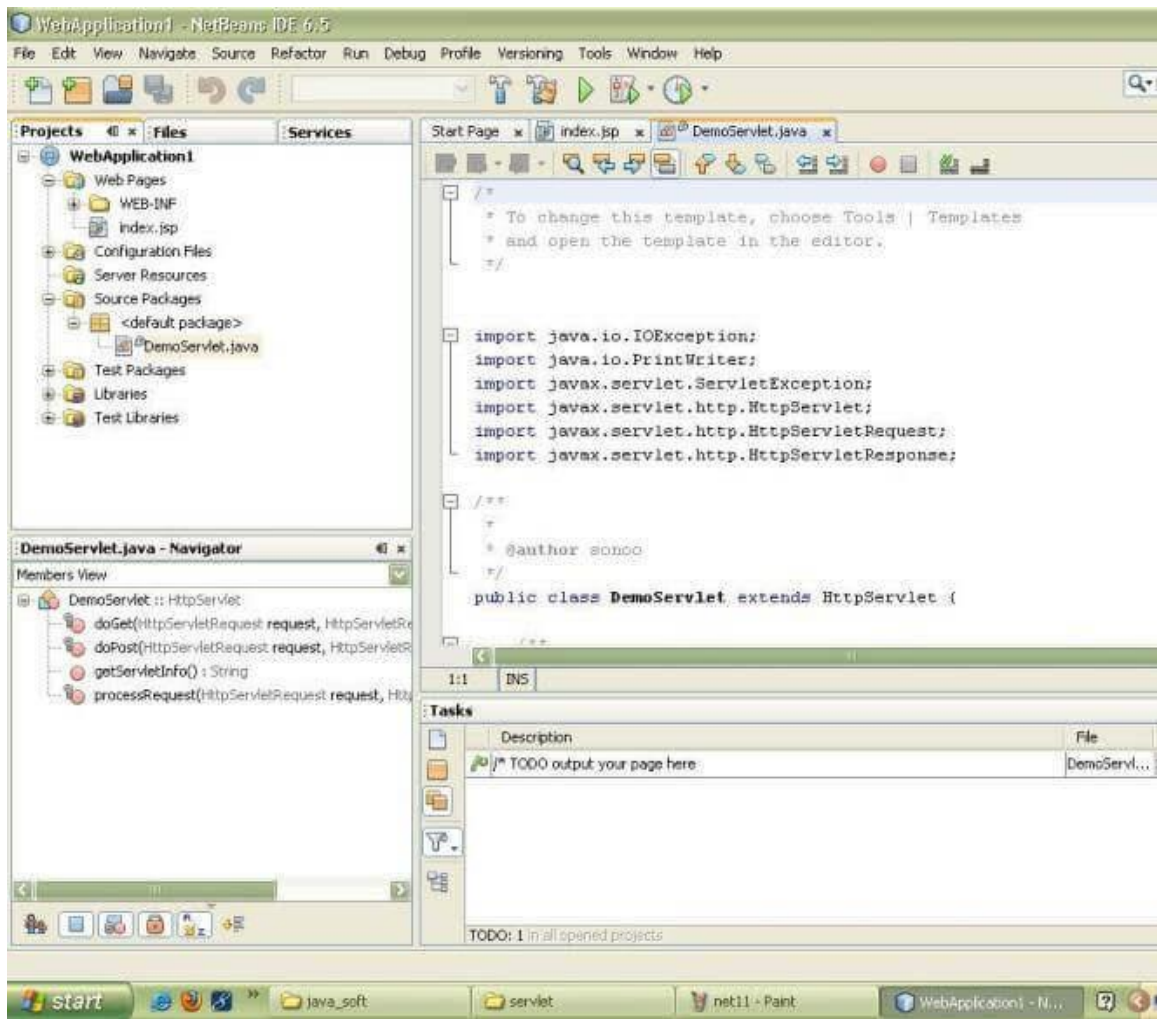 WebApplication1 - NetBeans IDE 6.5
File Edit View Navigate Source Refactor Run Debug Profile Versioning Tools Window Help
Projects Files Services
WebApplication1
Web Pages
WEB-INF
index.jsp
Configuration Files
Server Resources
Source Packages
<default package>
DemoServlet.java
Test Packages
Libraries
Test Libraries
DemoServlet.java - Navigator
Members View
DemoServlet :: HttpServlet
doGet(HttpServletRequest request, HttpServletRe
doPost(HttpServletRequest request, HttpServletR
getServletInfo() : String
processRequest(HttpServletRequest request, Http
Start Page index.jsp DemoServlet.java
/*
* To change this template, choose Tools | Templates
* and open the template in the editor.
*/
import java.io.IOException;
import java.io.PrintWriter;
import javax.servlet.ServletException;
import javax.servlet.http.HttpServlet;
import javax.servlet.http.HttpServletRequest;
import javax.servlet.http.HttpServletResponse;
/**
*
* @author sonoo
*/
public class DemoServlet extends HttpServlet {
/**
1:1 INS
Tasks
Description File
/* TODO output your page here DemoServl...
TODO: 1 in all opened projects
start java_soft servlet net11 - Paint WebApplication1 - N...